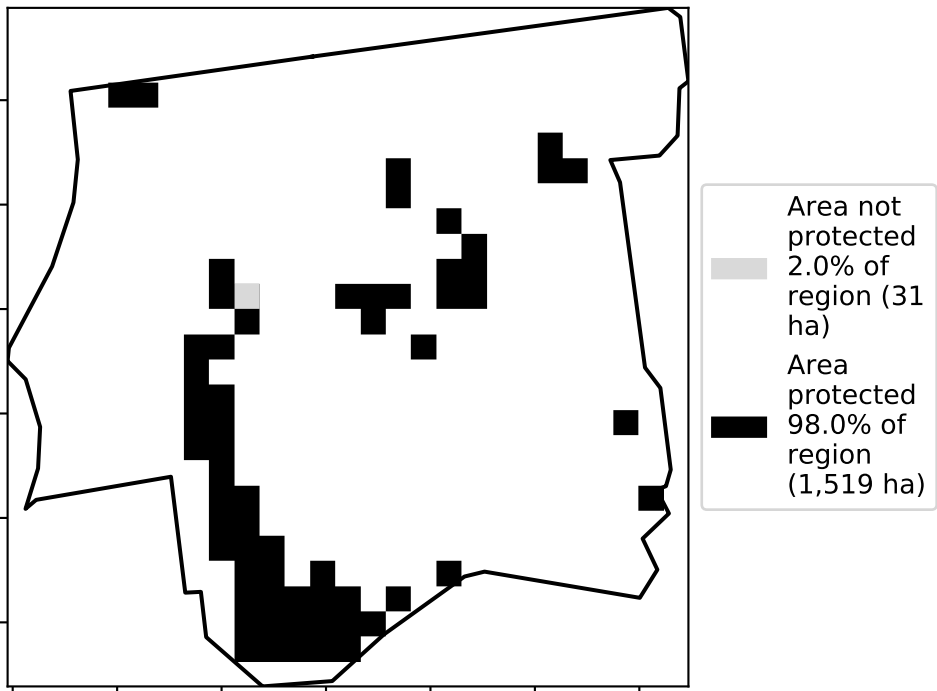 Area not
protected
2.0% of
region (31
ha)
Area
protected
98.0% of
region
(1,519 ha)